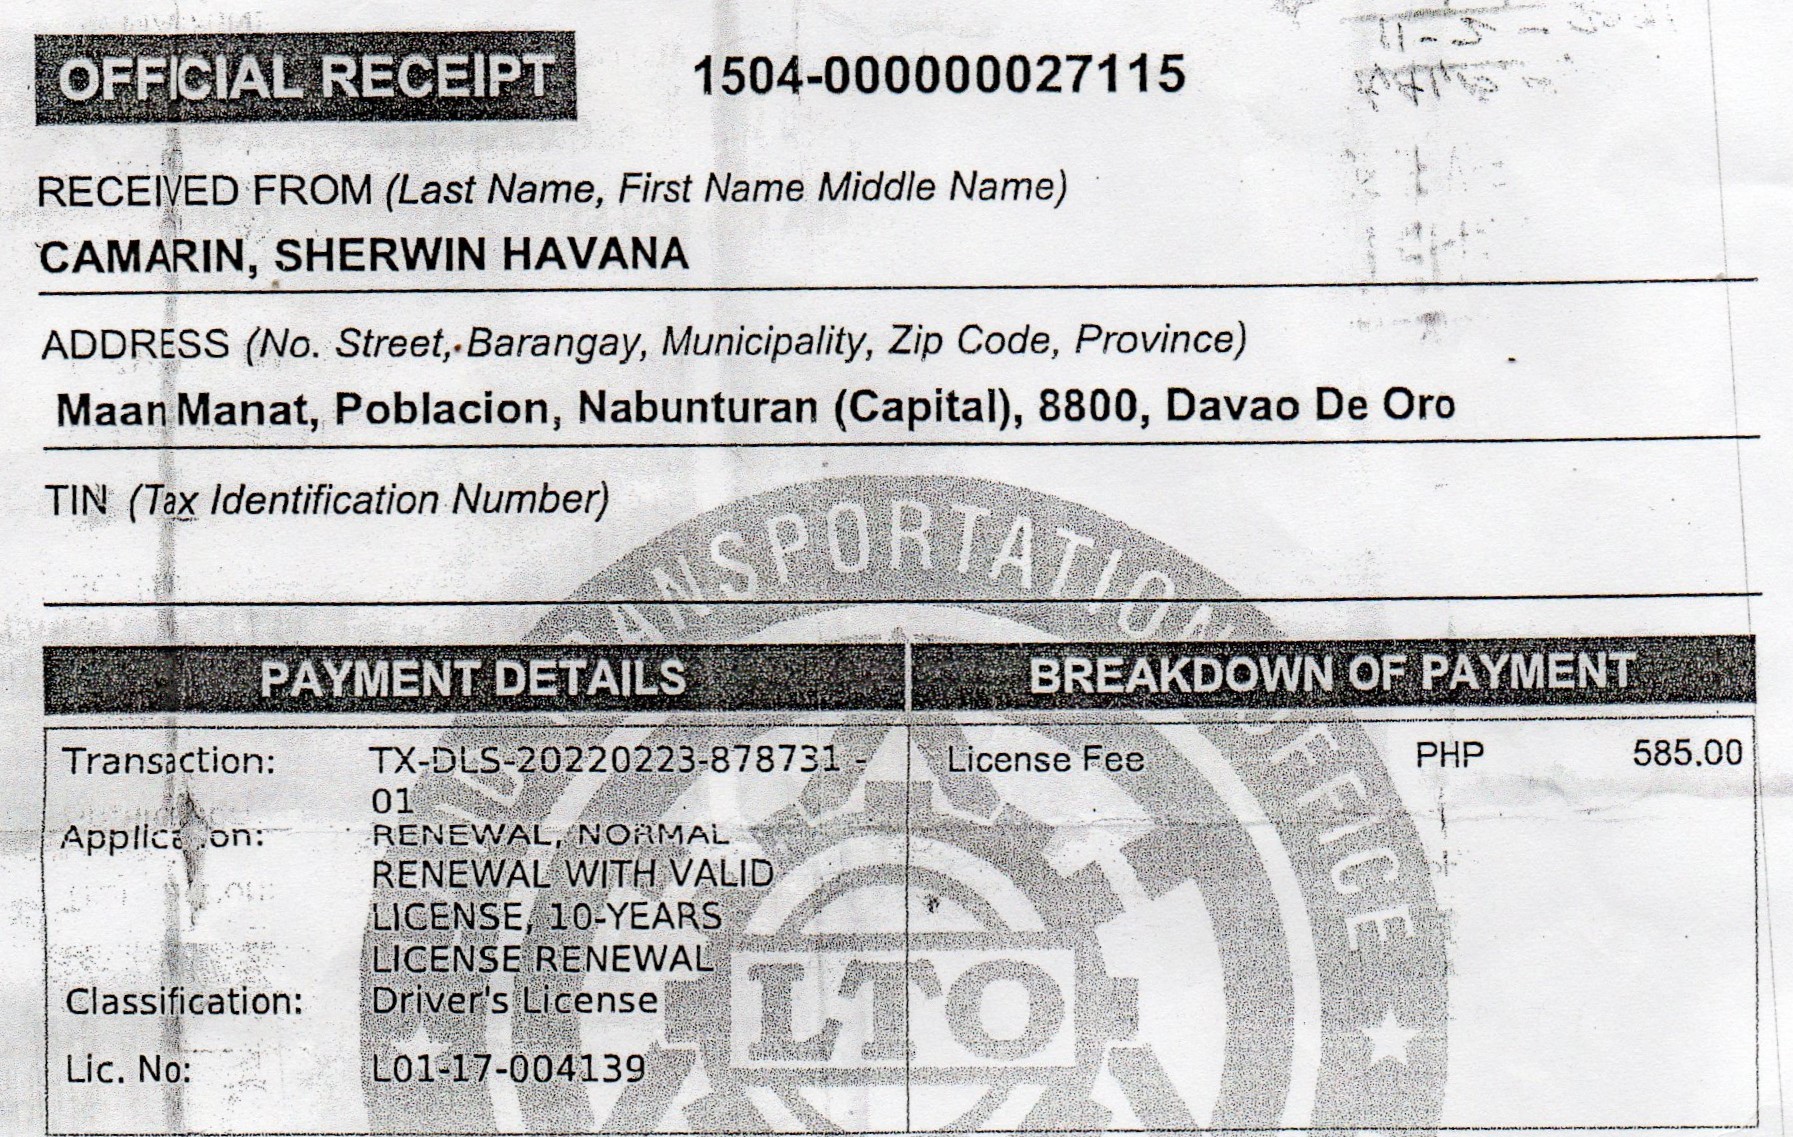 OFFICIAL RECEIPT 1504-000000027115
RECEIVED FROM (Last Name, First Name Middle Name)
CAMARIN, SHERWIN HAVANA
ADDRESS (No. Street, Barangay, Municipality, Zip Code, Province)
Maan Manat, Poblacion, Nabunturan (Capital), 8800, Davao De Oro
TIN (Tax Identification Number)
TRANSPORTATION OFFICE
PAYMENT DETAILS BREAKDOWN OF PAYMENT
Transaction: TX-DLS-20220223-878731 - License Fee PHP 585.00
01
Application: RENEWAL, NORMAL
RENEWAL WITH VALID
LICENSE, 10-YEARS
LICENSE RENEWAL
Classification: Driver's License
LTO
Lic. No: L01-17-004139